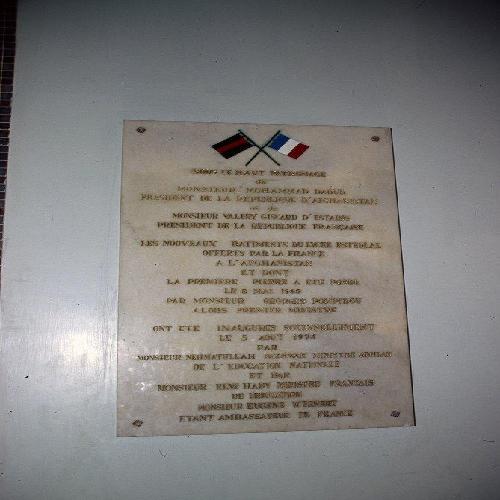 SOUS LE HAUT PATRONAGE
DE
MONSIEUR MOHAMMAD DAOUD
PRESIDENT DE LA REPUBLIQUE D'AFGHANISTAN
ET DE
MONSIEUR VALERY GISCARD D'ESTAING
PRESIDENT DE LA REPUBLIQUE FRANÇAISE
LES NOUVEAUX BATIMENTS DU LYCEE ESTEQLAL
OFFERTS PAR LA FRANCE
A L'AFGHANISTAN
ET DONT
LA PREMIERE PIERRE A ETE POSEE
LE 8 MAI 1968
PAR MONSIEUR GEORGES POMPIDOU
ALORS PREMIER MINISTRE
ONT ETE INAUGURES SOLENNELLEMENT
LE 5 AOUT 1974
PAR
MONSIEUR NEHMATULLAH MINISTRE AFGHAN
DE L'EDUCATION NATIONALE
ET PAR
MONSIEUR RENE HABY MINISTRE FRANÇAIS
DE L'EDUCATION
MONSIEUR EUGENE WERNERT
ETANT AMBASSADEUR DE FRANCE